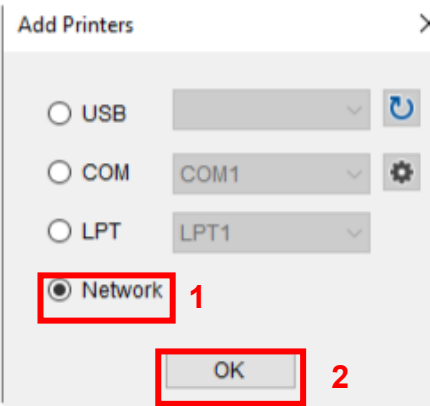 Add Printers
USB
COM COM1
LPT LPT1
Network 1
OK 2